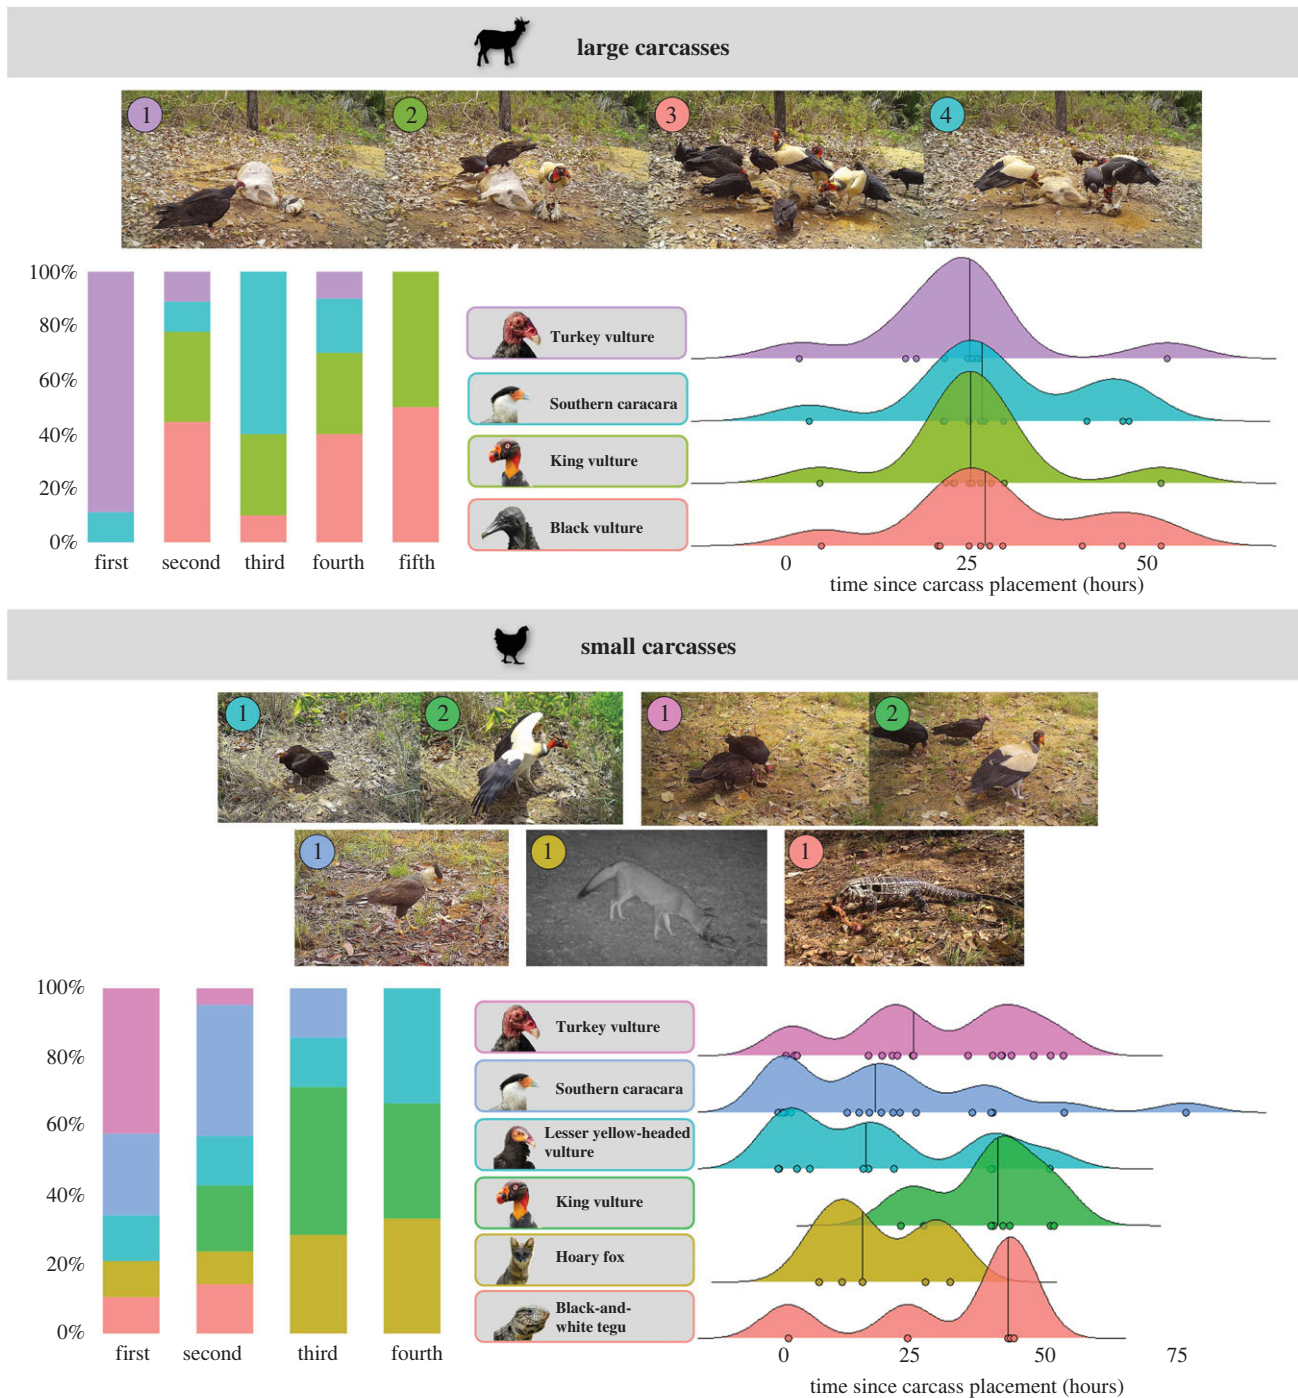 large carcasses
1 2 3 4
100%
80%
60%
40%
20%
0%
first second third fourth fifth
Turkey vulture
Southern caracara
King vulture
Black vulture
0 25 50
time since carcass placement (hours)
small carcasses
1 2 1 2
1 1 1
100%
80%
60%
40%
20%
0%
first second third fourth
Turkey vulture
Southern caracara
Lesser yellow-headed
vulture
King vulture
Hoary fox
Black-and-
white tegu
0 25 50 75
time since carcass placement (hours)